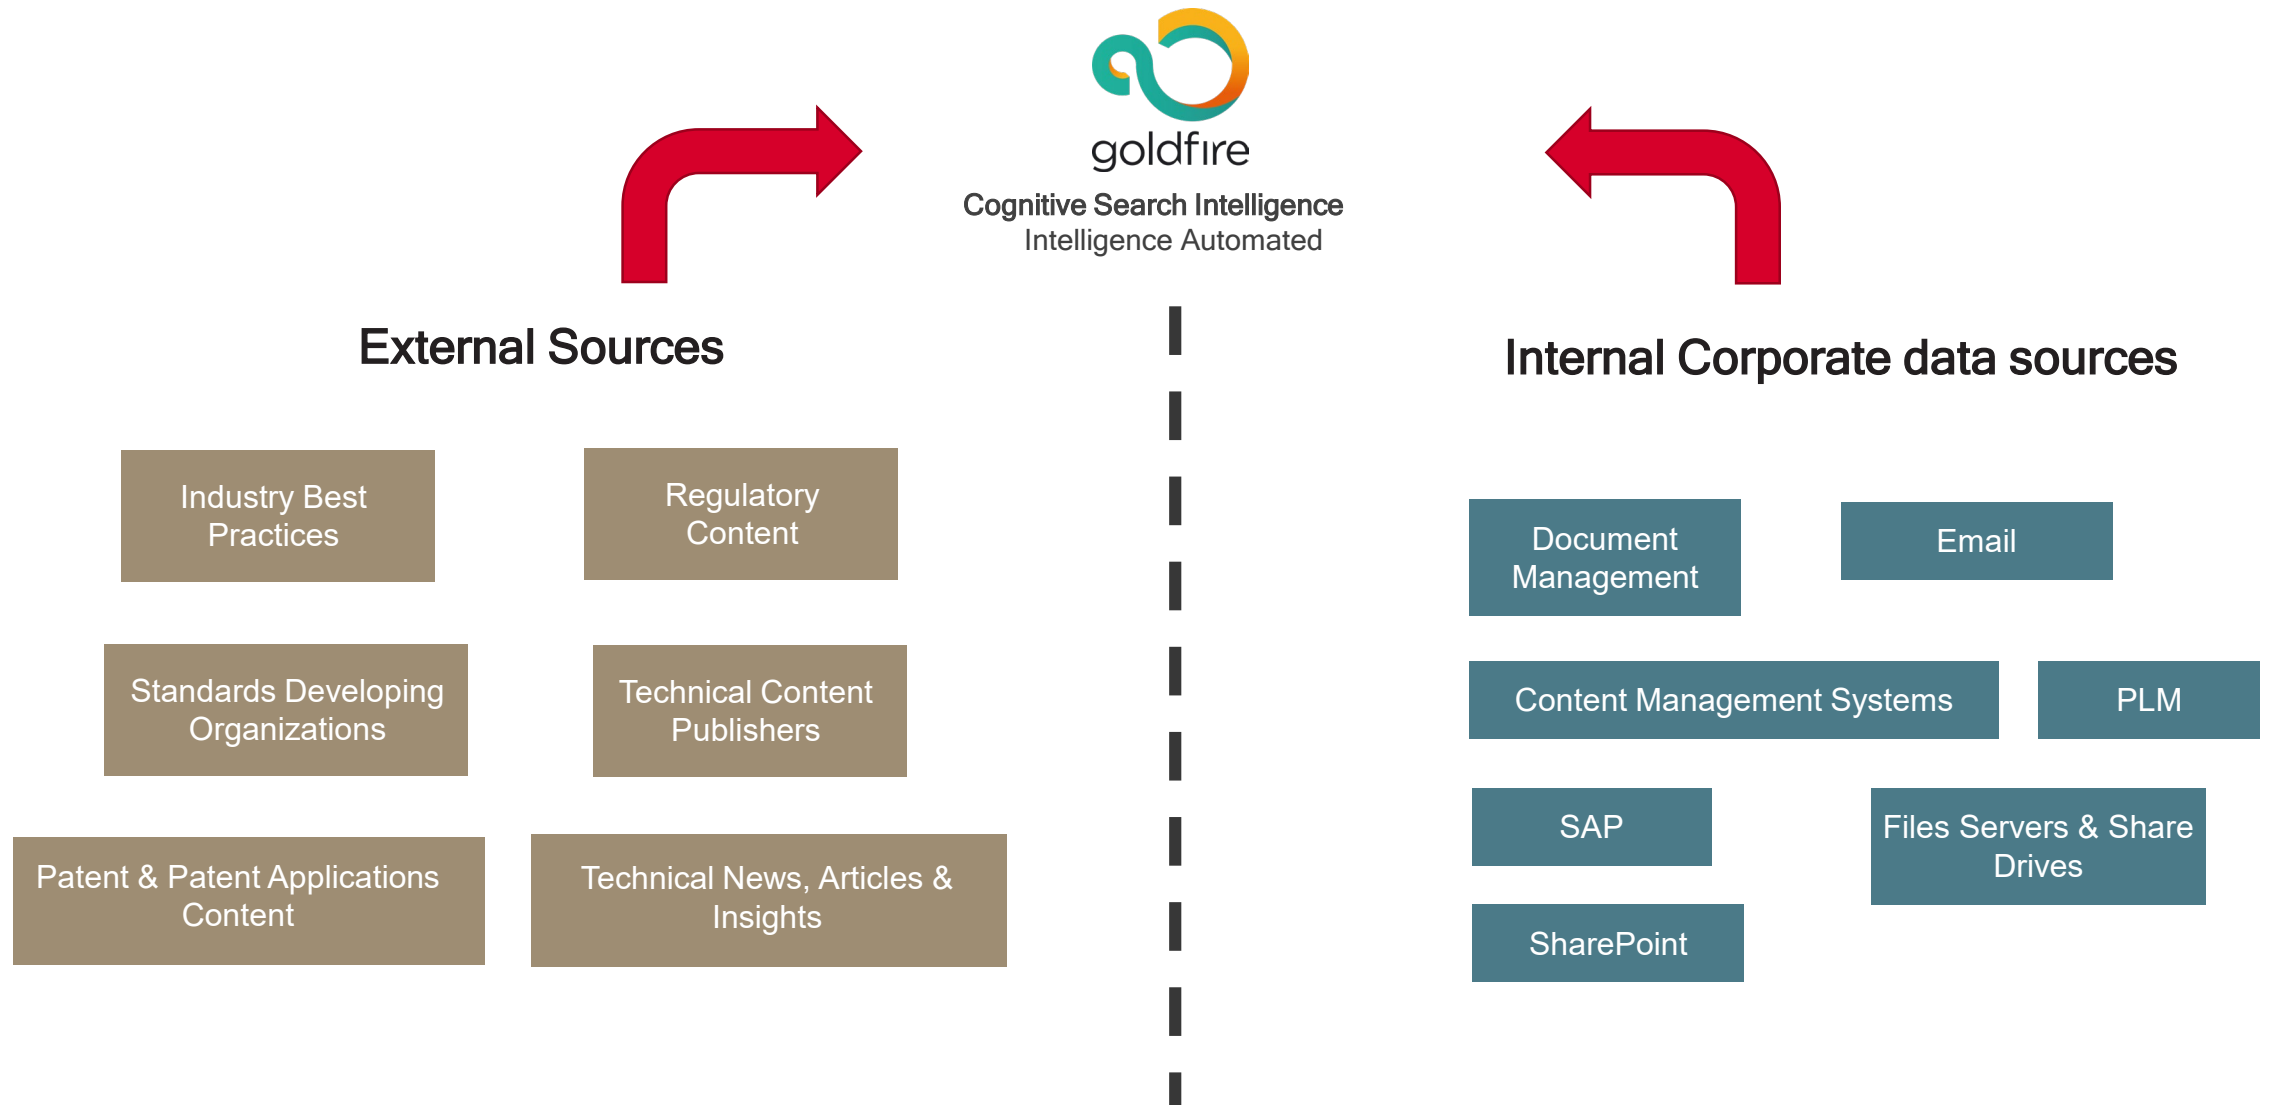 goldfire
Cognitive Search Intelligence
Intelligence Automated
External Sources
Industry Best
Practices
Regulatory
Content
Standards Developing
Organizations
Technical Content
Publishers
Patent & Patent Applications
Content
Technical News, Articles &
Insights
Internal Corporate data sources
Document
Management
Email
Content Management Systems
PLM
SAP
Files Servers & Share
Drives
SharePoint